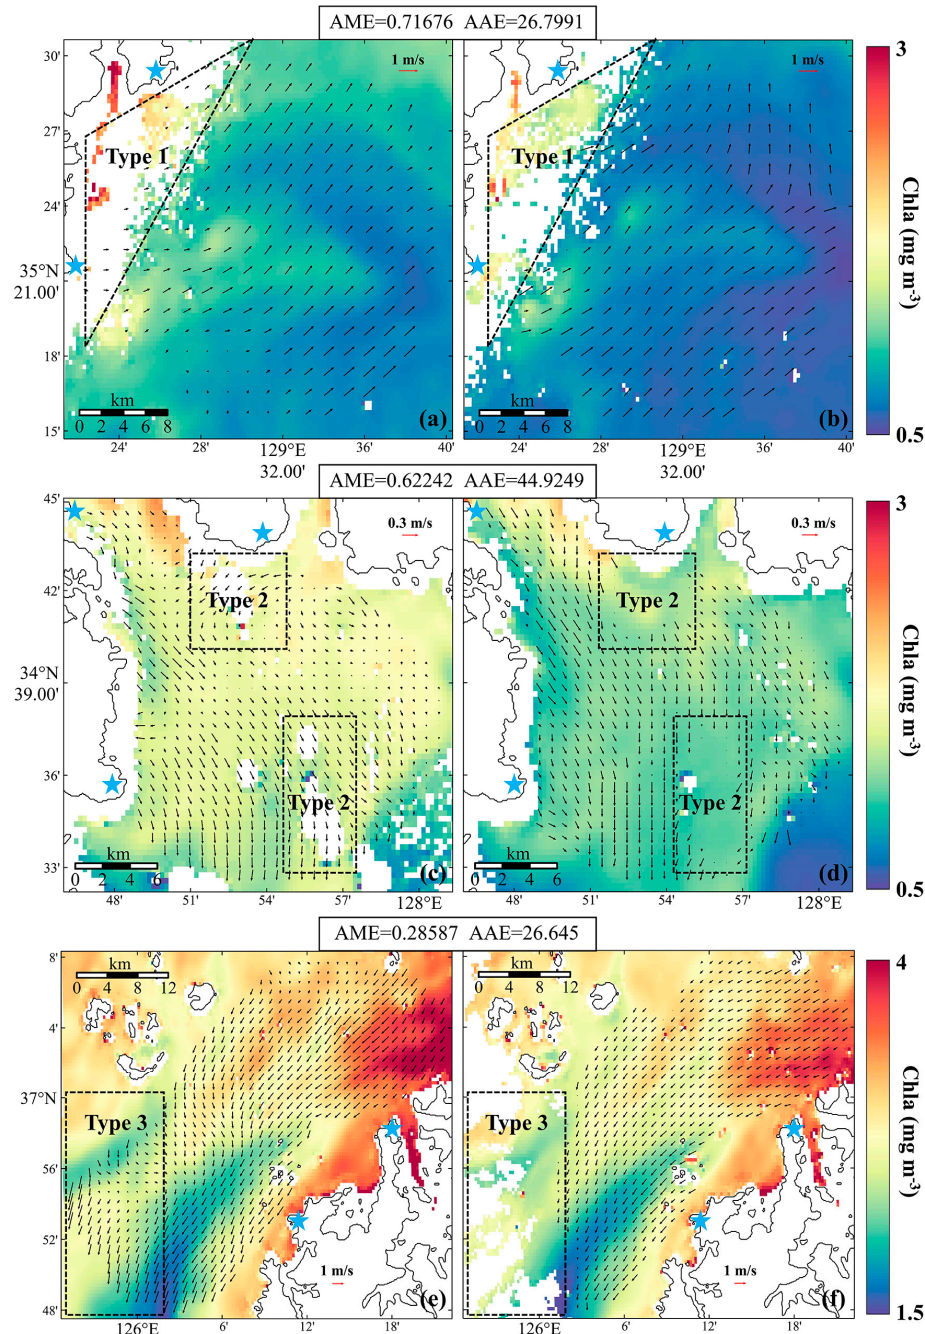 AME=0.71676 AAE=26.7991
30'
27'
24'
35°N
21.00'
18'
15'
1 m/s
Type 1
km
0 2 4 6 8
(a)
24'
28'
129°E
32.00'
36'
40'
1 m/s
Type 1
km
0 2 4 6 8
(b)
28'
129°E
32.00'
36'
40'
3
Chla (mg m-3)
0.5
AME=0.62242 AAE=44.9249
45'
42'
34°N
39.00'
36'
33'
0.3 m/s
Type 2
Type 2
km
0 2 4 6
(c)
48'
51'
54'
57'
128°E
0.3 m/s
Type 2
Type 2
km
0 2 4 6
(d)
48'
51'
54'
57'
128°E
3
Chla (mg m-3)
0.5
AME=0.28587 AAE=26.645
8'
4'
37°N
56'
52'
48'
km
0 4 8 12
Type 3
1 m/s
(e)
126°E
6'
12'
18'
km
0 4 8 12
Type 3
1 m/s
(f)
126°E
6'
12'
18'
4
Chla (mg m-3)
1.5